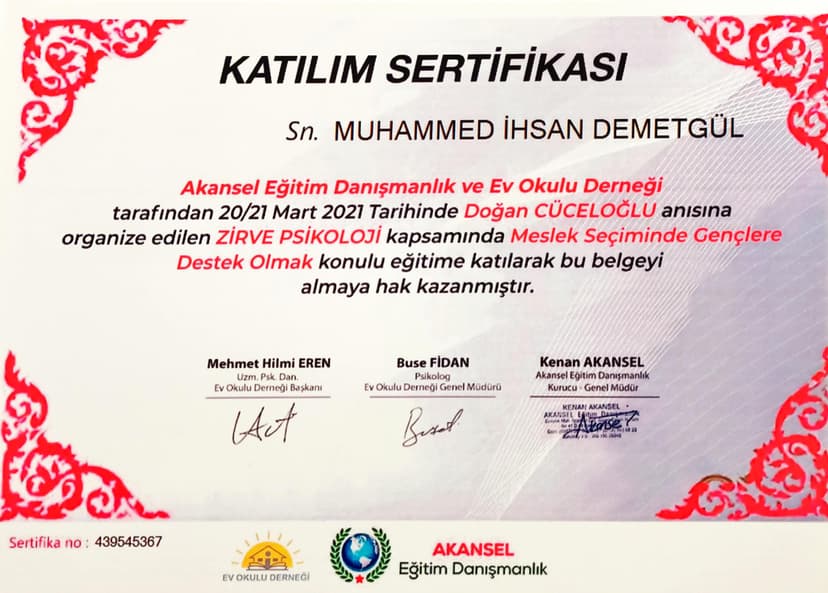 KATILIM SERTİFİKASI
Sn. MUHAMMED İHSAN DEMETGÜL
Akansel Eğitim Danışmanlık ve Ev Okulu Derneği
tarafından 20/21 Mart 2021 Tarihinde Doğan CÜCELOĞLU anısına
organize edilen ZİRVE PSİKOLOJİ kapsamında Meslek Seçiminde Gençlere
Destek Olmak konulu eğitime katılarak bu belgeyi
almaya hak kazanmıştır.
Mehmet Hilmi EREN
Uzm. Psk. Dan.
Ev Okulu Derneği Başkanı
Buse FİDAN
Psikolog
Ev Okulu Derneği Genel Müdürü
Kenan AKANSEL
Akansel Eğitim Danışmanlık
Kurucu - Genel Müdür
KENAN AKANSEL
AKANSEL Eğitim Danışmanlık
Sertifika no : 439545367
EV OKULU DERNEĞİ
AKANSEL
Eğitim Danışmanlık